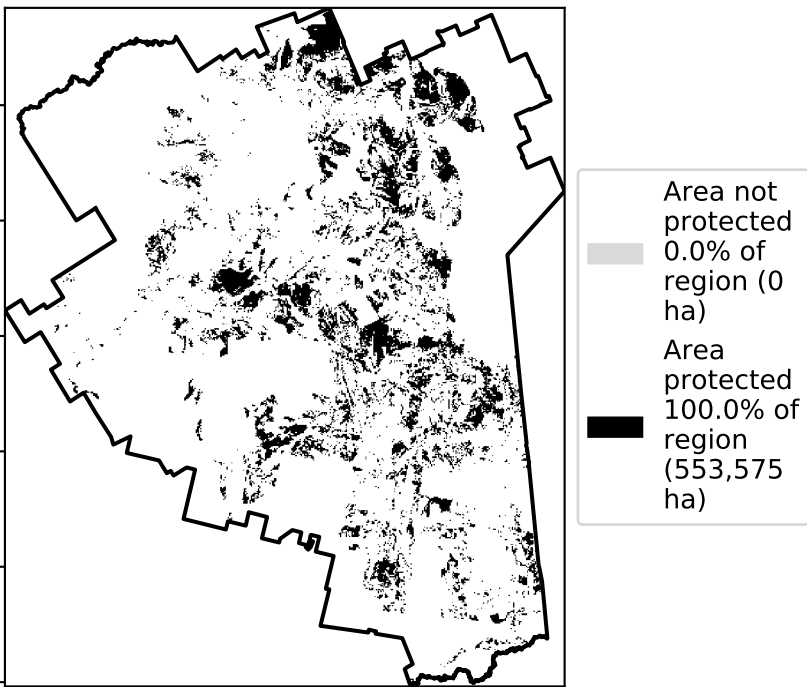 Area not
protected
0.0% of
region (0
ha)
Area
protected
100.0% of
region
(553,575
ha)